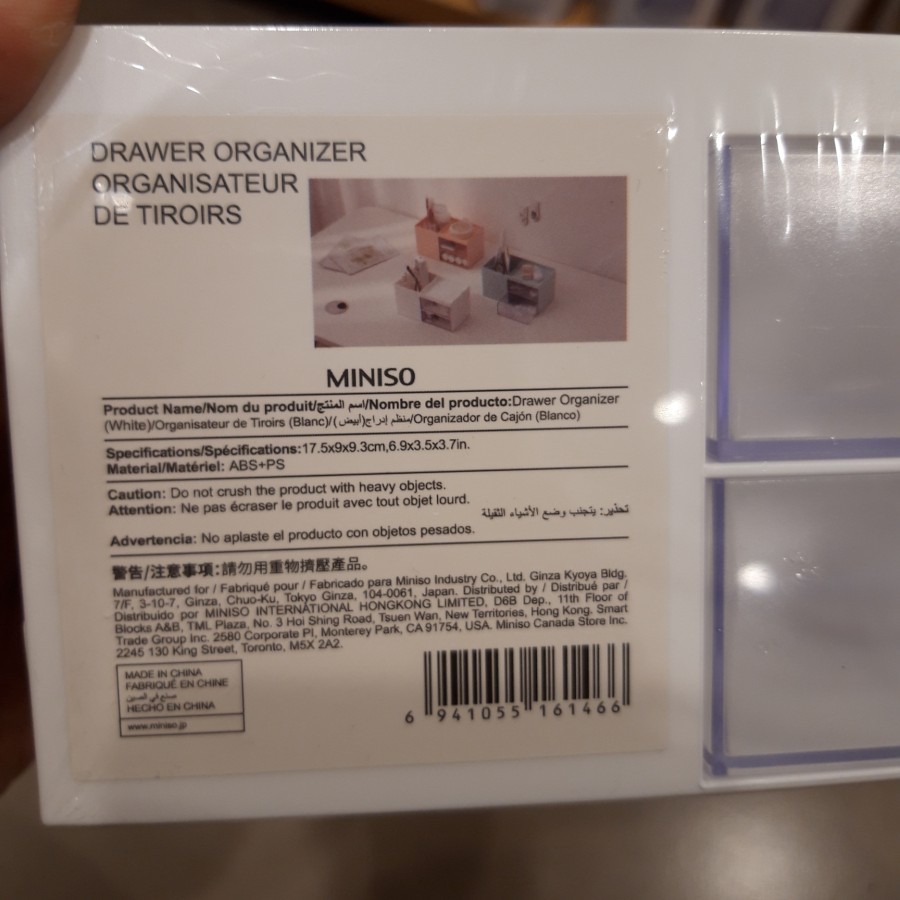 DRAWER ORGANIZER
ORGANISATEUR
DE TIROIRS
MINISO
Product Name/Nom du produit/اسم المنتج/Nombre del producto:Drawer Organizer
(White)/Organisateur de Tiroirs (Blanc)/منظم إدراج(أبيض)/Organizador de Cajón (Blanco)
Specifications/Spécifications:17.5x9x9.3cm,6.9x3.5x3.7in.
Material/Matériel: ABS+PS
Caution: Do not crush the product with heavy objects.
Attention: Ne pas écraser le produit avec tout objet lourd.
تحذير: يتجنب وضع الأشياء الثقيلة
Advertencia: No aplaste el producto con objetos pesados.
警告/注意事項:請勿用重物擠壓產品。
Manufactured for / Fabriqué pour / Fabricado para Miniso Industry Co., Ltd. Ginza Kyoya Bldg.
7/F, 3-10-7, Ginza, Chuo-Ku, Tokyo Ginza, 104-0061, Japan. Distributed by / Distribué par /
Distribuido por MINISO INTERNATIONAL HONGKONG LIMITED, D6B Dep., 11th Floor of
Blocks A&B, TML Plaza, No. 3 Hoi Shing Road, Tsuen Wan, New Territories, Hong Kong. Smart
Trade Group Inc. 2580 Corporate Pl, Monterey Park, CA 91754, USA. Miniso Canada Store Inc.
2245 130 King Street, Toronto, M5X 2A2.
MADE IN CHINA
FABRIQUÉ EN CHINE
صنع في الصين
HECHO EN CHINA
www.miniso.jp
6 941055 161466